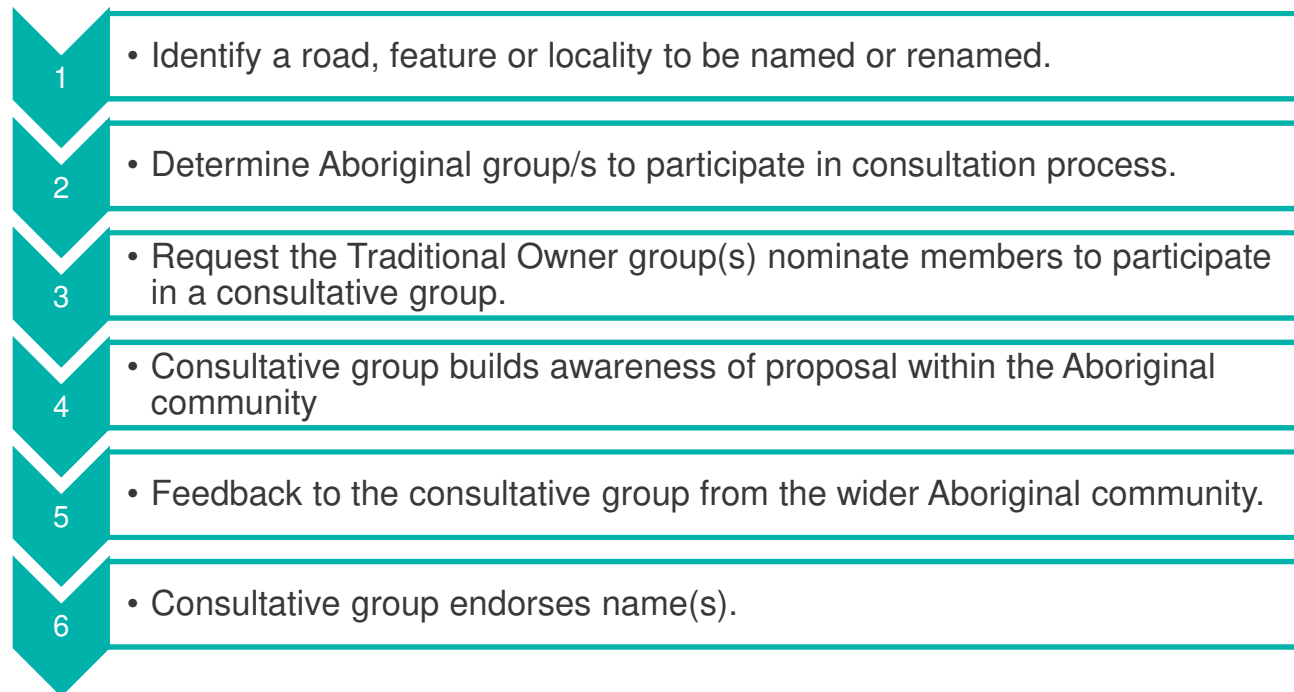 1
• Identify a road, feature or locality to be named or renamed.
2
• Determine Aboriginal group/s to participate in consultation process.
3
• Request the Traditional Owner group(s) nominate members to participate
in a consultative group.
4
• Consultative group builds awareness of proposal within the Aboriginal
community
5
• Feedback to the consultative group from the wider Aboriginal community.
6
• Consultative group endorses name(s).